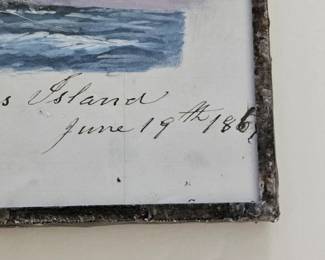 s Island
June 19th 186